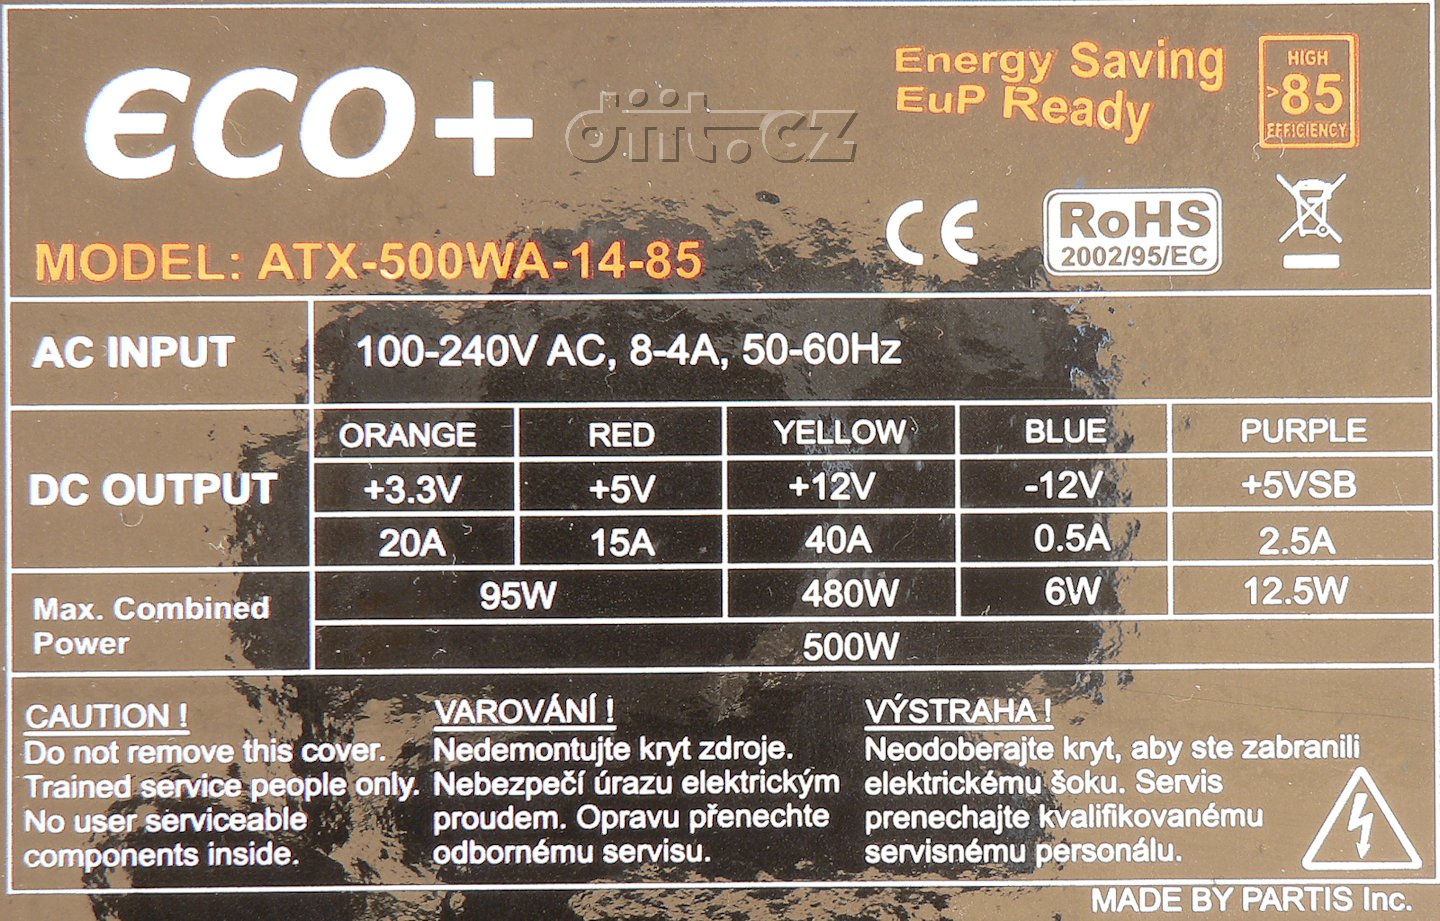 єco+
diit.cz
Energy Saving
EuP Ready
HIGH
>85
EFFICIENCY
CE
RoHS
2002/95/EC
MODEL: ATX-500WA-14-85
AC INPUT 100-240V AC, 8-4A, 50-60Hz
DC OUTPUT
ORANGE RED YELLOW BLUE PURPLE
+3.3V +5V +12V -12V +5VSB
20A 15A 40A 0.5A 2.5A
Max. Combined
Power
95W 480W 6W 12.5W
500W
CAUTION !
Do not remove this cover.
Trained service people only.
No user serviceable
components inside.
VAROVÁNÍ !
Nedemontujte kryt zdroje.
Nebezpečí úrazu elektrickým
proudem. Opravu přenechte
odbornému servisu.
VÝSTRAHA !
Neodoberajte kryt, aby ste zabranili
elektrickému šoku. Servis
prenechajte kvalifikovanému
servisnému personálu.
MADE BY PARTIS Inc.